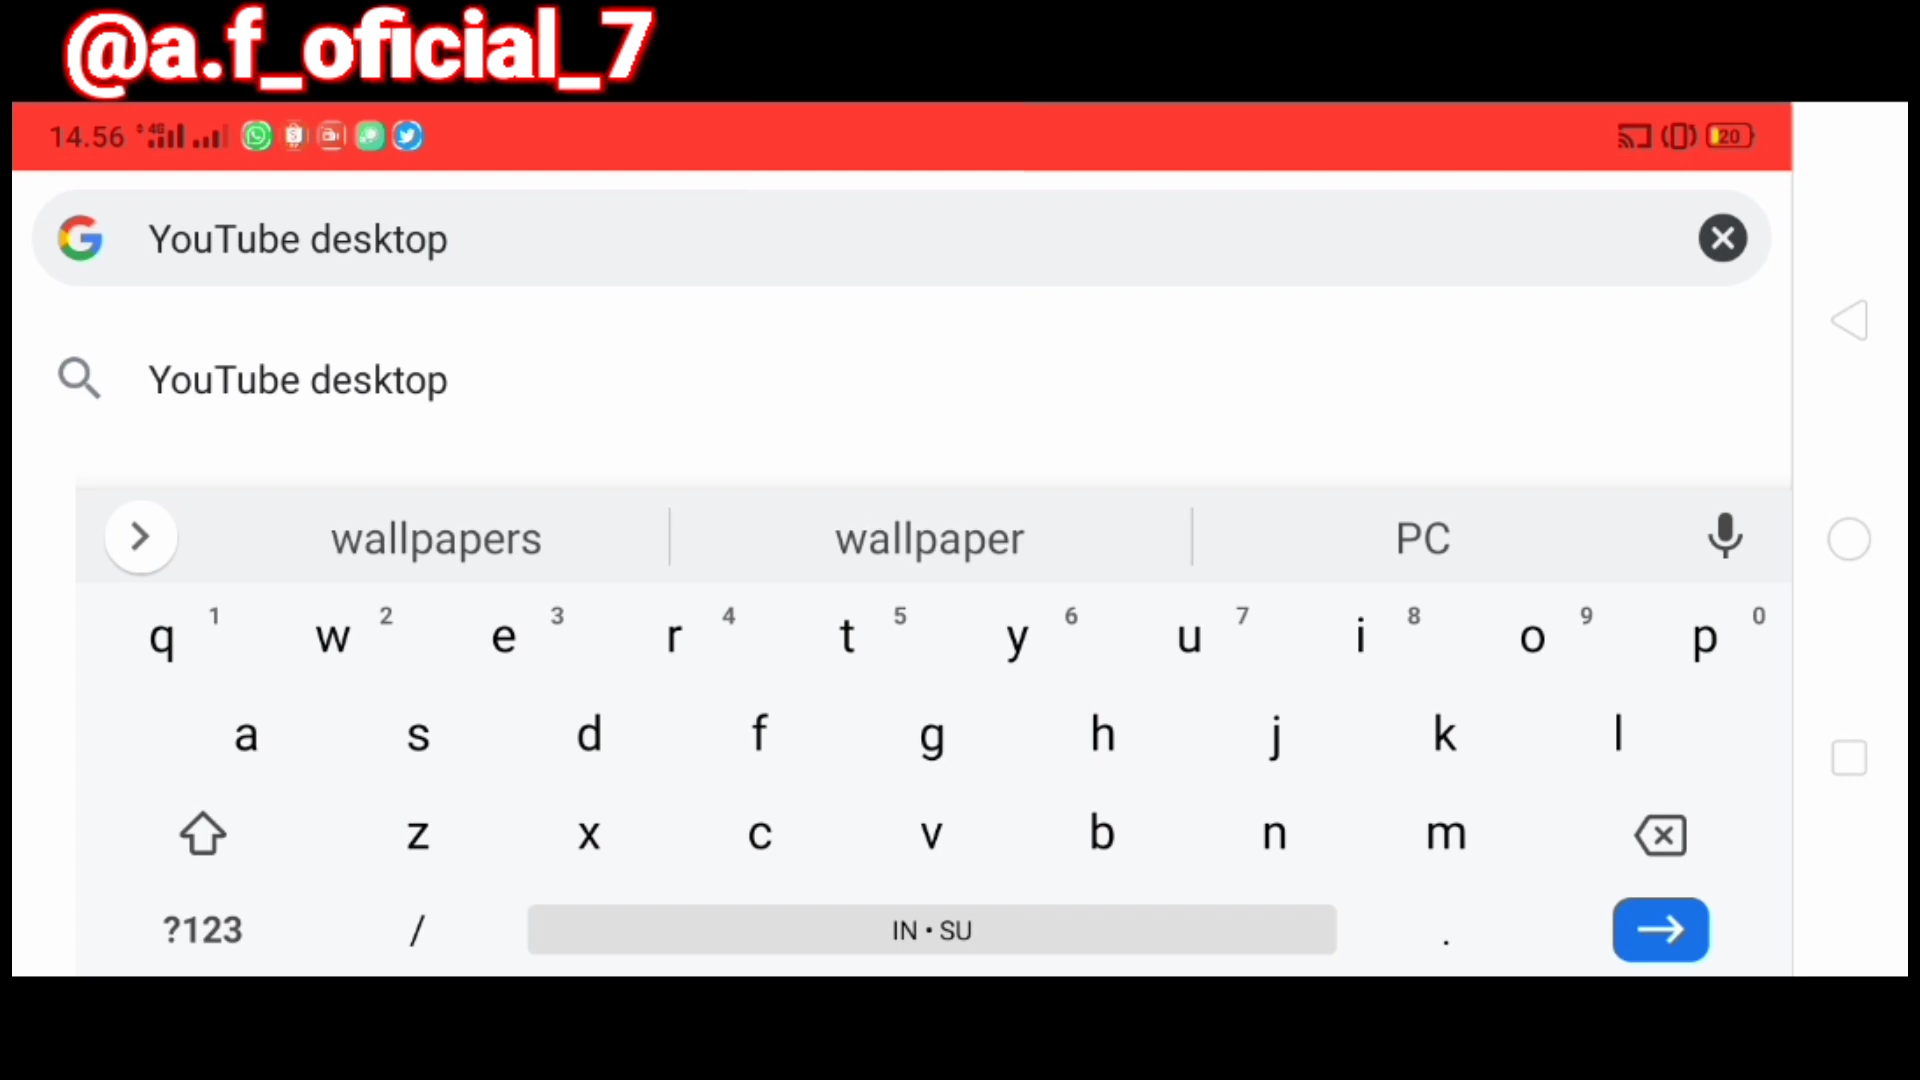 @a.f_oficial_7
14.56 4G 20
YouTube desktop
YouTube desktop
wallpapers wallpaper PC
q 1 w 2 e 3 r 4 t 5 y 6 u 7 i 8 o 9 p 0
a s d f g h j k l
z x c v b n m
?123 / IN • SU .